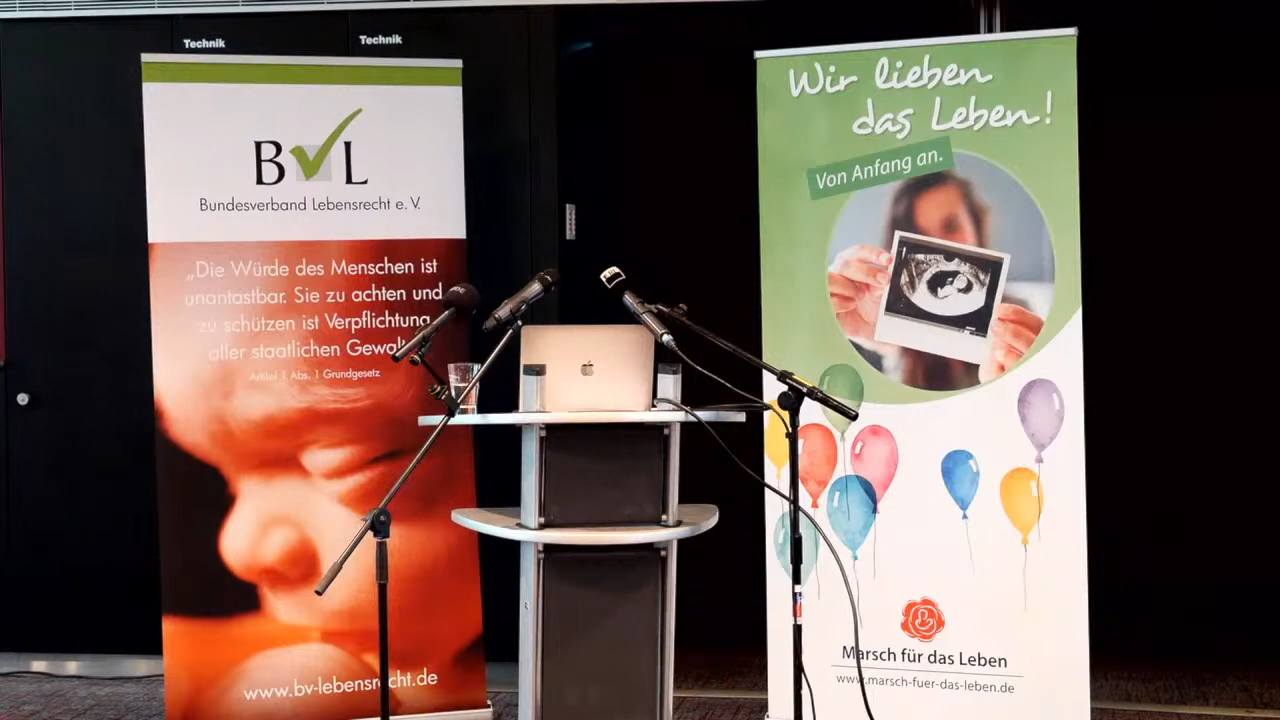 Technik
Technik
BVL
Bundesverband Lebensrecht e. V.
„Die Würde des Menschen ist
unantastbar. Sie zu achten und
zu schützen ist Verpflichtung
aller staatlichen Gewalt
Artikel 1 Abs. 1 Grundgesetz
www.bv-lebensrecht.de
Wir lieben
das Leben!
Von Anfang an.
Marsch für das Leben
www.marsch-fuer-das-leben.de